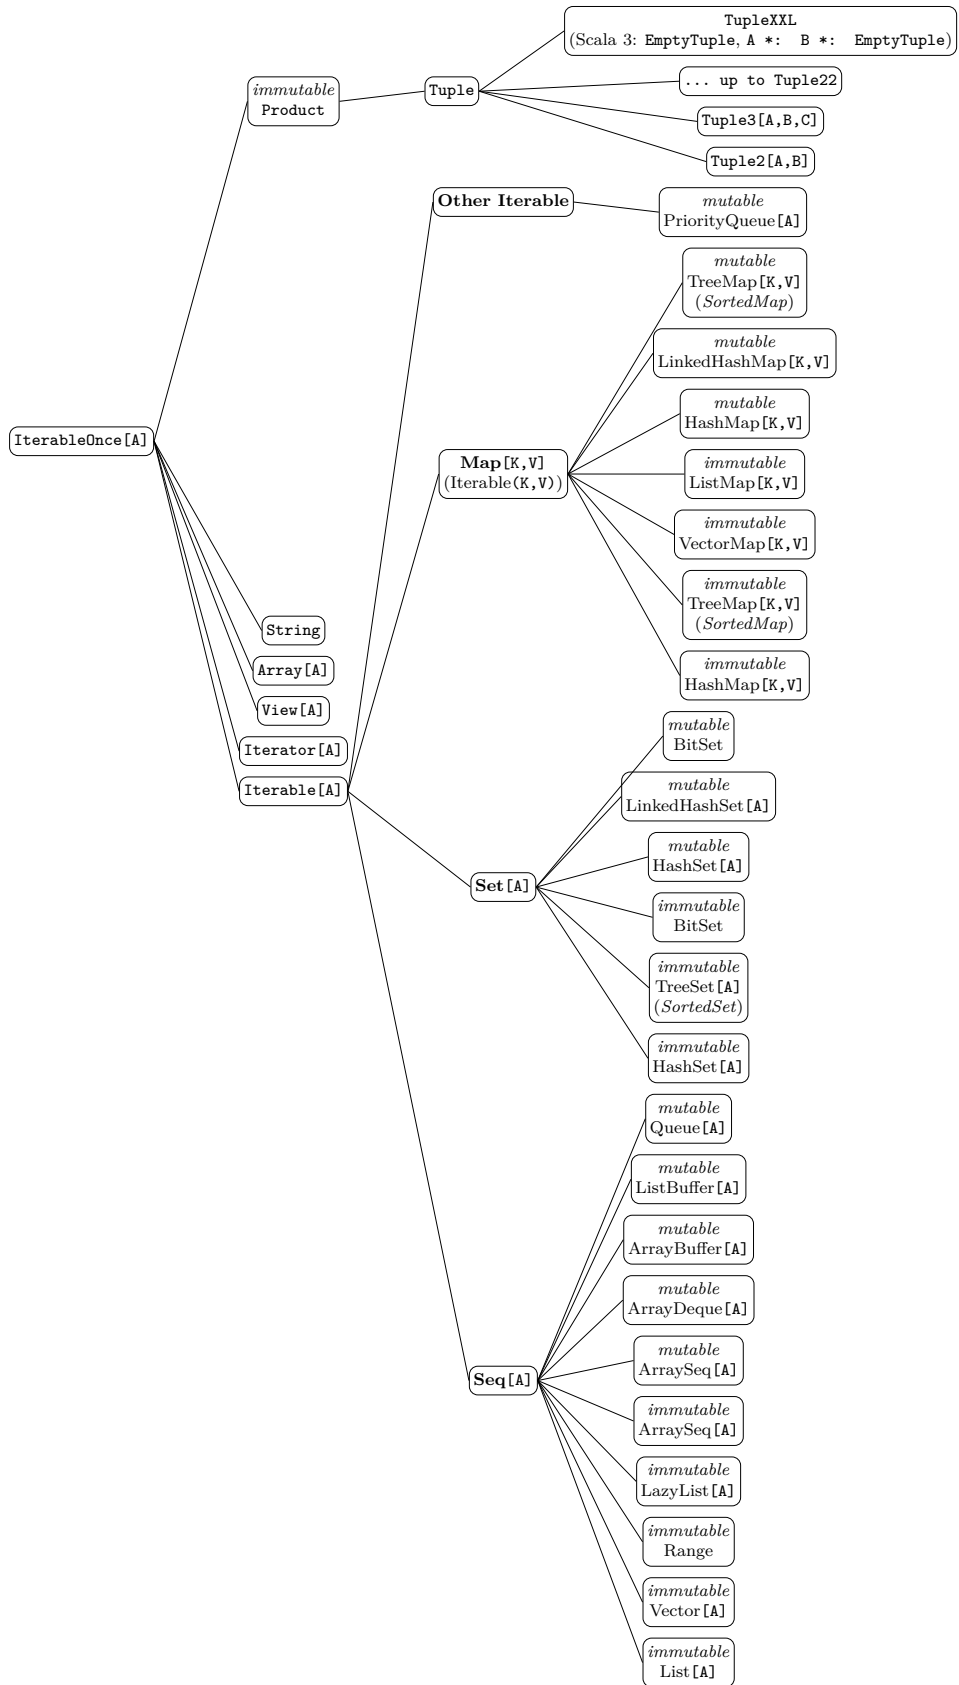 TupleXXL
(Scala 3: EmptyTuple, A *: B *: EmptyTuple)
immutable
Product
Tuple
... up to Tuple22
Tuple3[A,B,C]
Tuple2[A,B]
Other Iterable
mutable
PriorityQueue[A]
mutable
TreeMap[K,V]
(SortedMap)
mutable
LinkedHashMap[K,V]
mutable
HashMap[K,V]
IterableOnce[A]
Map[K,V]
(Iterable(K,V))
immutable
ListMap[K,V]
immutable
VectorMap[K,V]
immutable
TreeMap[K,V]
(SortedMap)
String
Array[A]
immutable
HashMap[K,V]
View[A]
mutable
BitSet
Iterator[A]
Iterable[A]
mutable
LinkedHashSet[A]
mutable
HashSet[A]
Set[A]
immutable
BitSet
immutable
TreeSet[A]
(SortedSet)
immutable
HashSet[A]
mutable
Queue[A]
mutable
ListBuffer[A]
mutable
ArrayBuffer[A]
mutable
ArrayDeque[A]
mutable
ArraySeq[A]
Seq[A]
immutable
ArraySeq[A]
immutable
LazyList[A]
immutable
Range
immutable
Vector[A]
immutable
List[A]